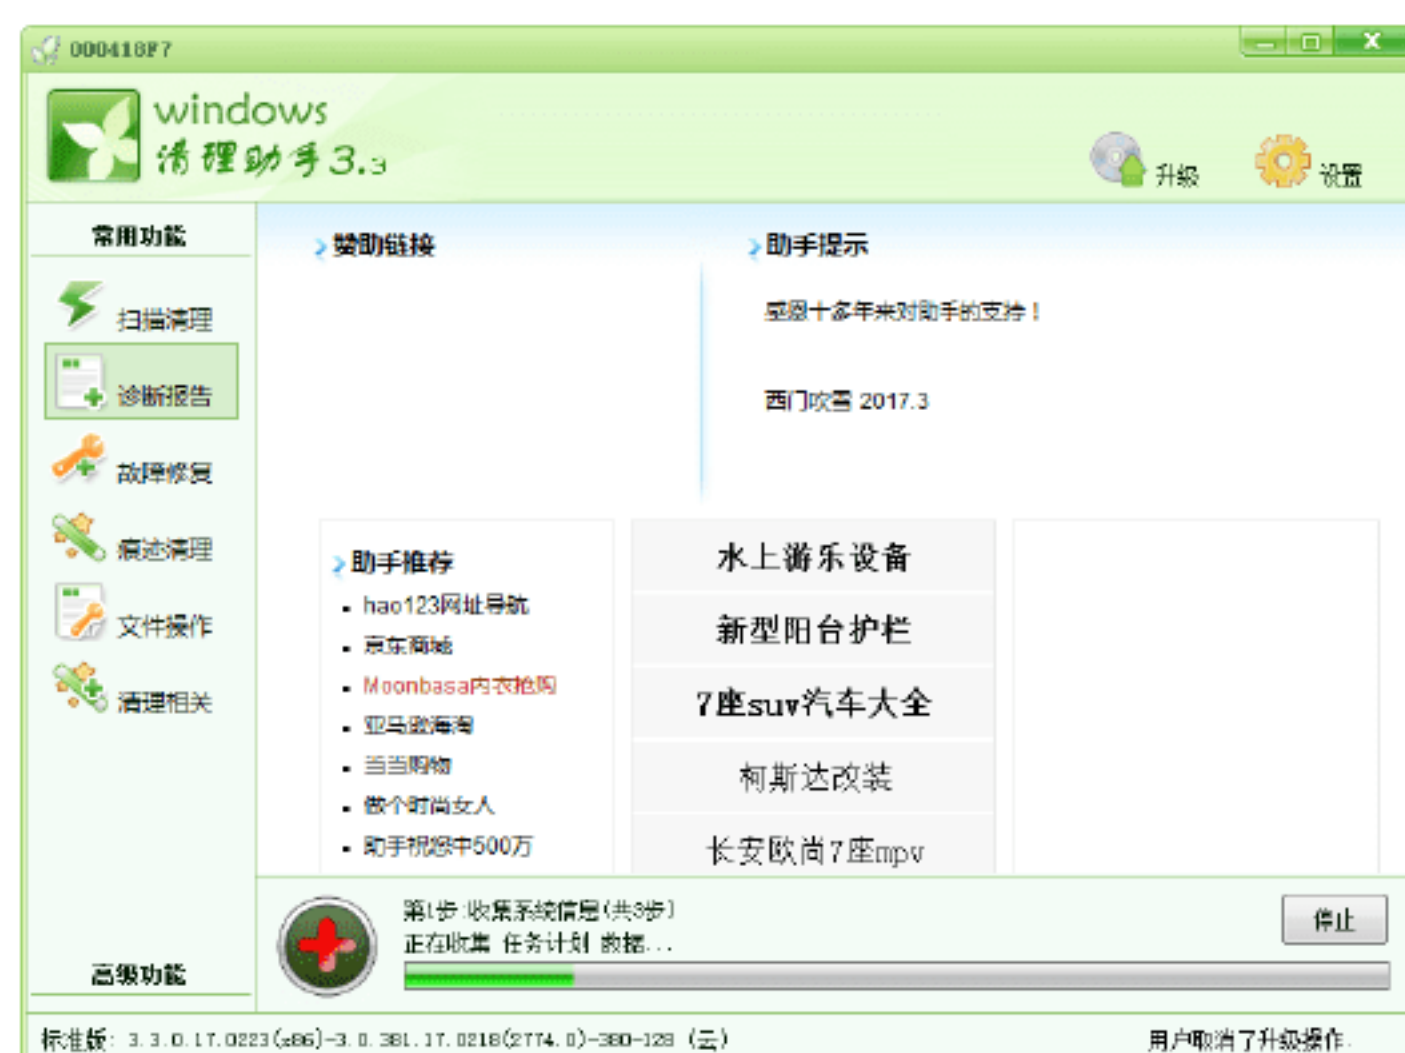 000418F7
windows
清理助手3.3
升级
设置
常用功能
扫描清理
诊断报告
故障修复
痕迹清理
文件操作
清理相关
高级功能
赞助链接
助手提示
感恩十多年来对助手的支持！
西门吹雪 2017.3
助手推荐
hao123网址导航
京东商城
Moonbasa内衣抢购
亚马逊海淘
当当购物
做个时尚女人
助手祝您中500万
水上游乐设备
新型阳台护栏
7座suv汽车大全
柯斯达改装
长安欧尚7座mpv
第1步:收集系统信息(共3步)
正在收集 任务计划 数据...
停止
标准版: 3.3.0.17.0223(x86)-3.0.381.17.0218(2774.0)-380-128 (云)
用户取消了升级操作.